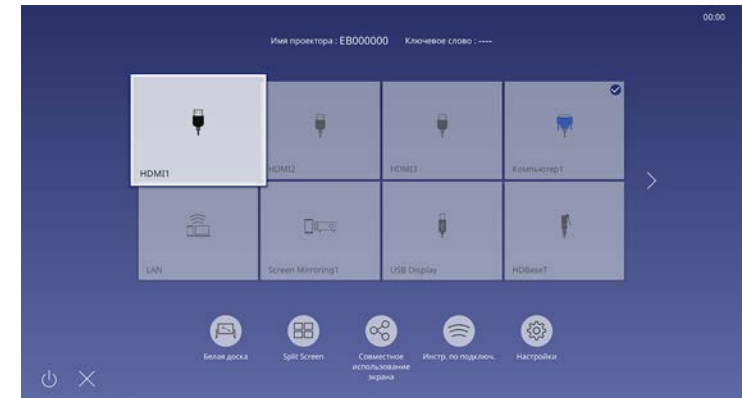 00:00
Имя проектора : EB000000 Ключевое слово : ----
HDMI1
HDMI2
HDMI3
Компьютер1
LAN
Screen Mirroring1
USB Display
HDBaseT
Белая доска
Split Screen
Совместное
использование
экрана
Инстр. по подключ.
Настройки